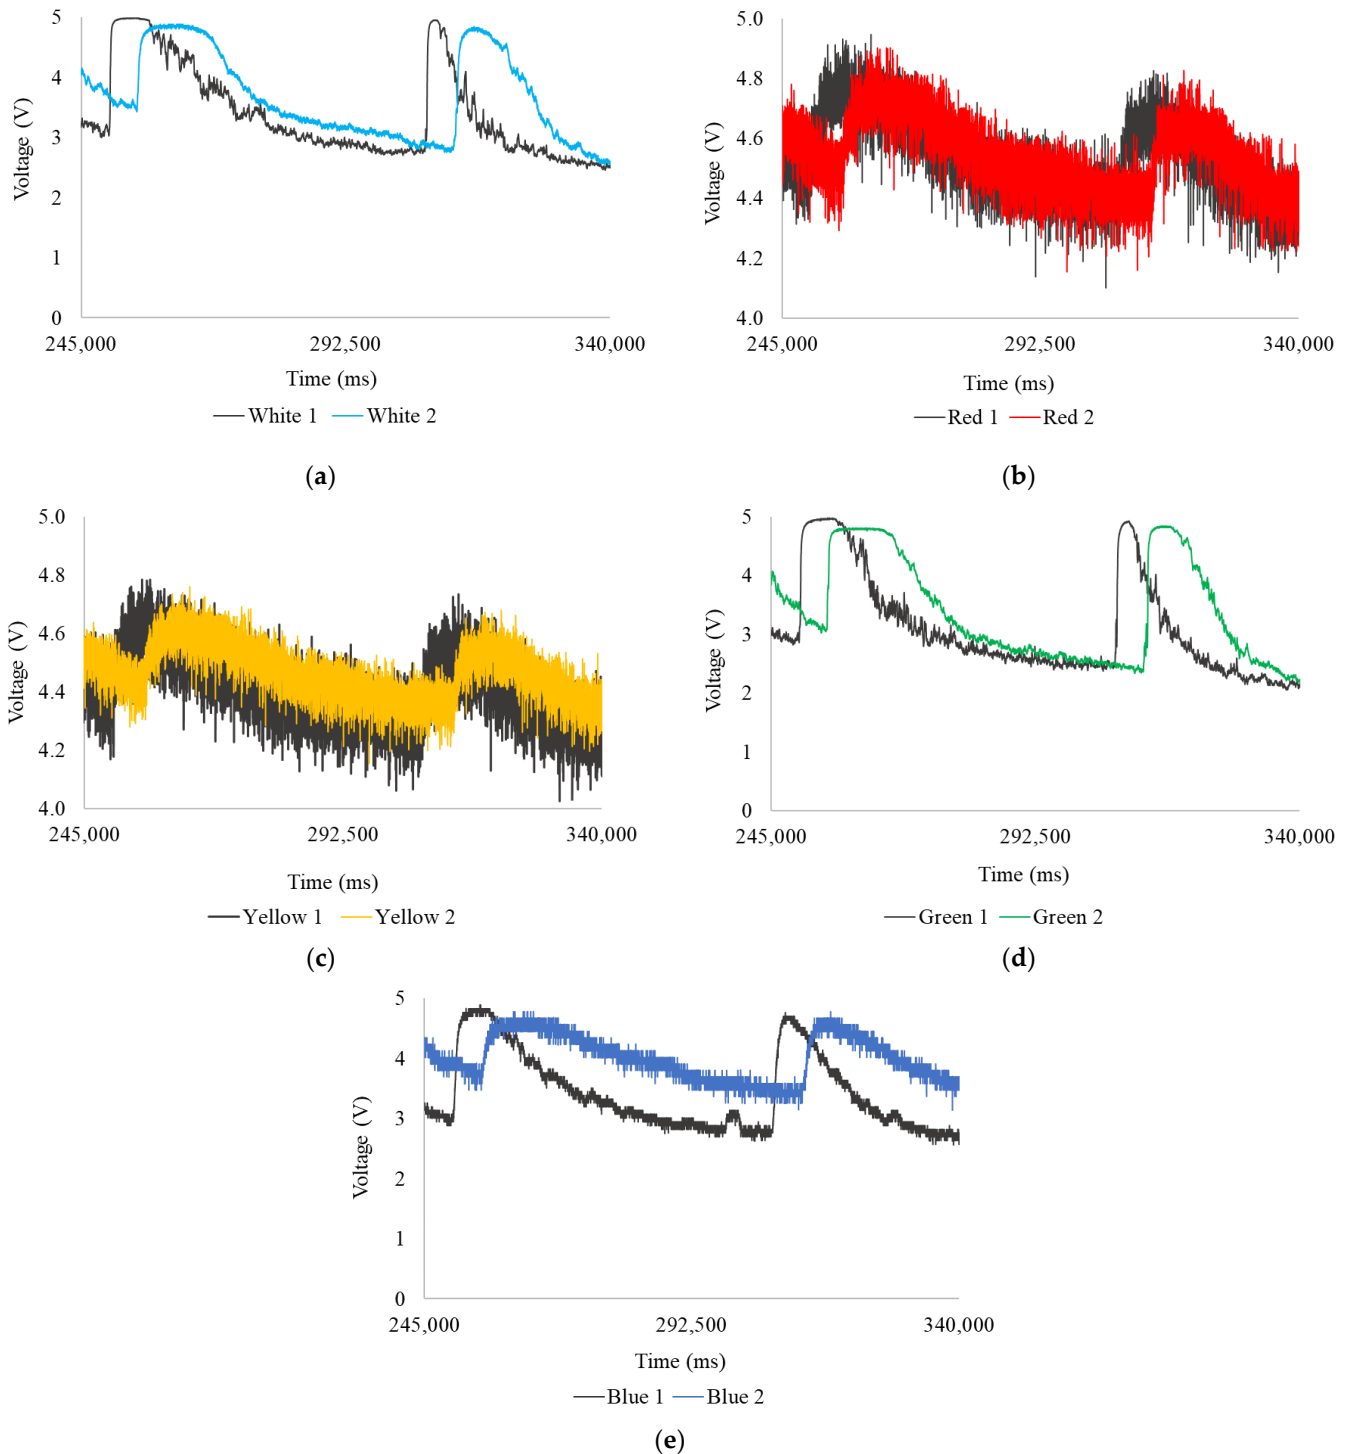 5
4
3
2
1
0
Voltage (V)
245,000 292,500 340,000
Time (ms)
White 1 White 2
(a)
5.0
4.8
4.6
4.4
4.2
4.0
Voltage (V)
245,000 292,500 340,000
Time (ms)
Red 1 Red 2
(b)
5.0
4.8
4.6
4.4
4.2
4.0
Voltage (V)
245,000 292,500 340,000
Time (ms)
Yellow 1 Yellow 2
(c)
5
4
3
2
1
0
Voltage (V)
245,000 292,500 340,000
Time (ms)
Green 1 Green 2
(d)
5
4
3
2
1
0
Voltage (V)
245,000 292,500 340,000
Time (ms)
Blue 1 Blue 2
(e)